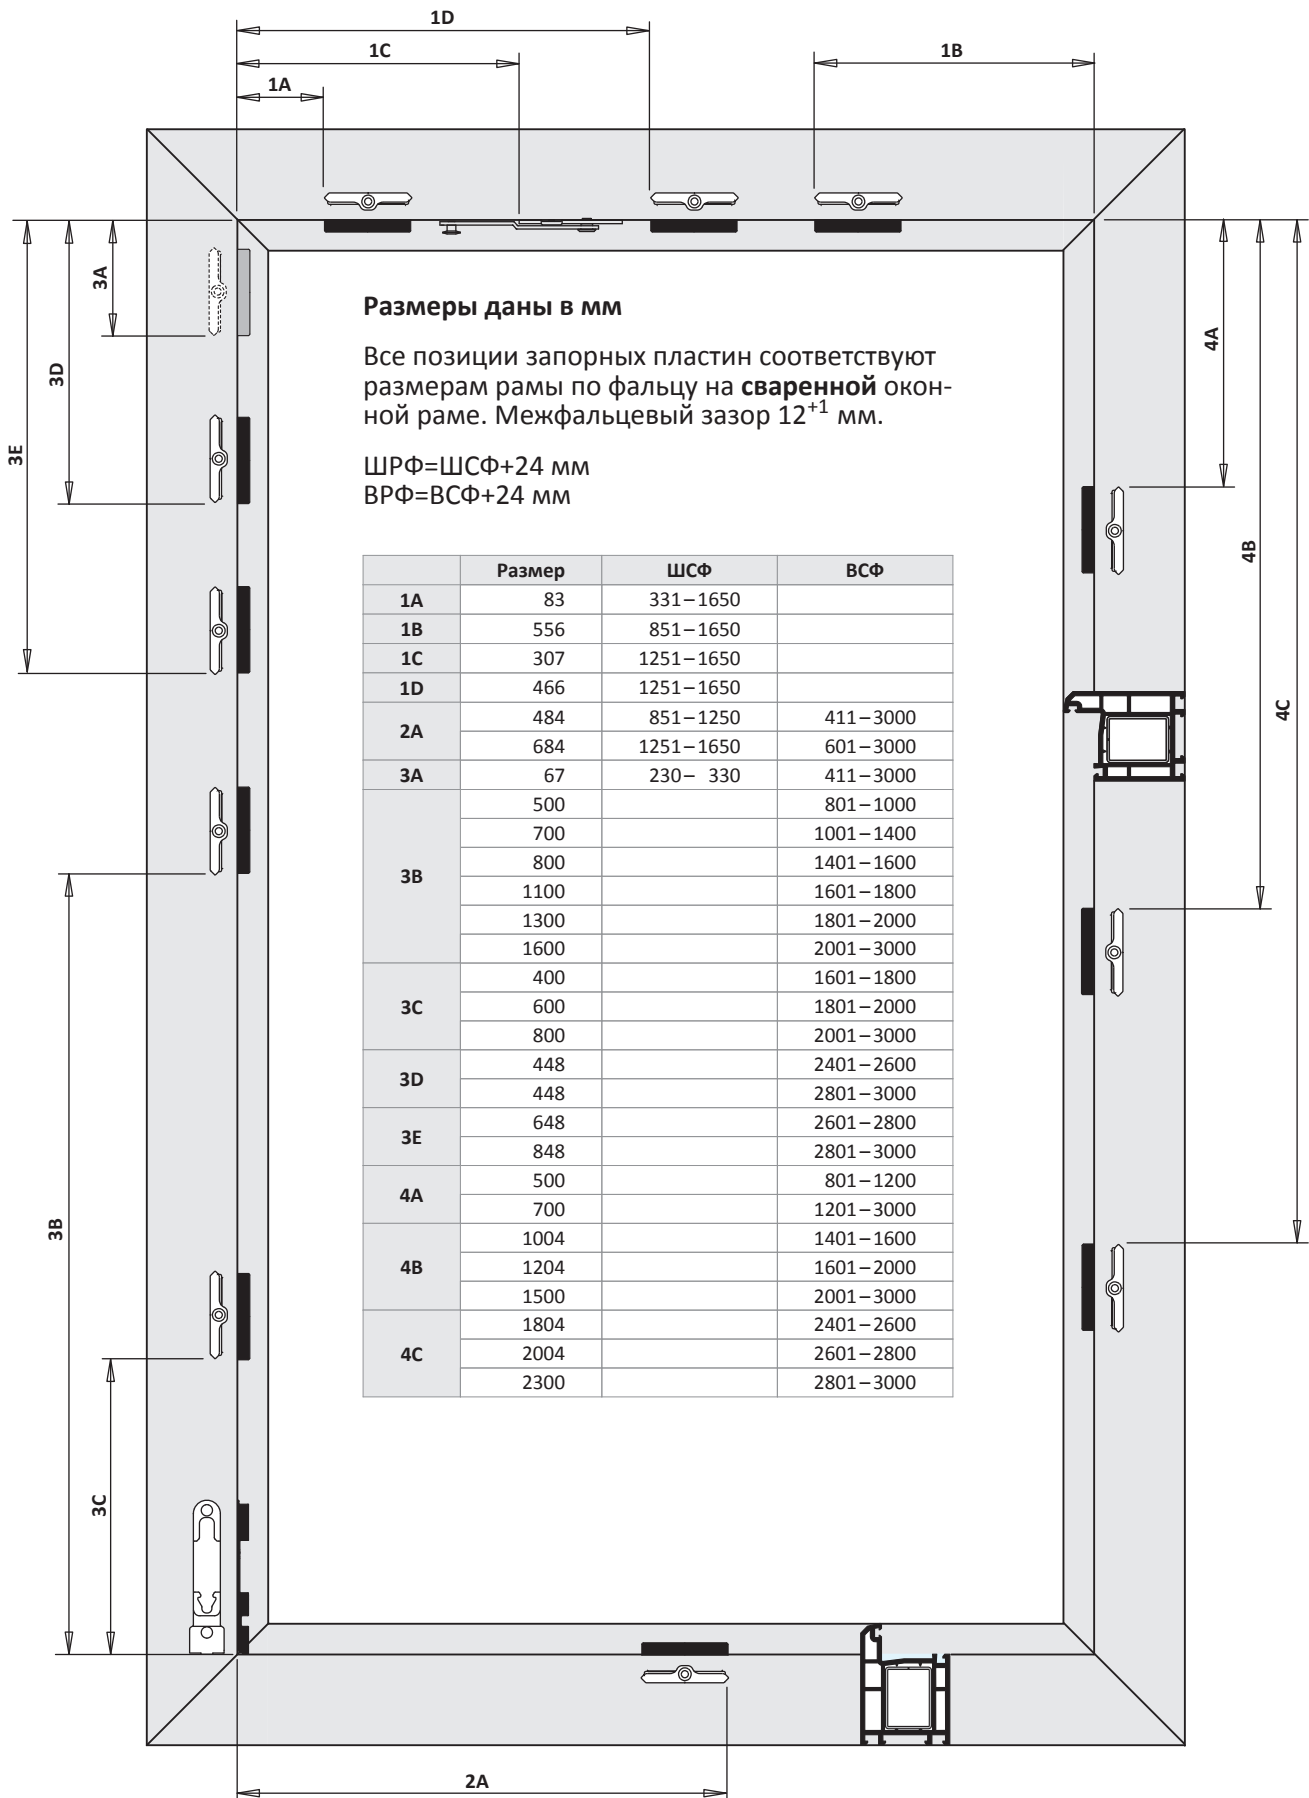 1D
1C
1B
1A
3A
3D
3E
4A
4B
4C
Размеры даны в мм
Все позиции запорных пластин соответствуют
размерам рамы по фальцу на сваренной окон-
ной раме. Межфальцевый зазор 12+1 мм.
ШРФ=ШСФ+24 мм
ВРФ=ВСФ+24 мм
Размер ШСФ ВСФ
1A 83 331–1650
1B 556 851–1650
1C 307 1251–1650
1D 466 1251–1650
2A 484 851–1250 411–3000
684 1251–1650 601–3000
3A 67 230– 330 411–3000
3B 500 801–1000
700 1001–1400
800 1401–1600
1100 1601–1800
1300 1801–2000
1600 2001–3000
3C 400 1601–1800
600 1801–2000
800 2001–3000
3D 448 2401–2600
448 2801–3000
3E 648 2601–2800
848 2801–3000
4A 500 801–1200
700 1201–3000
4B 1004 1401–1600
1204 1601–2000
1500 2001–3000
4C 1804 2401–2600
2004 2601–2800
2300 2801–3000
3B
3C
2A